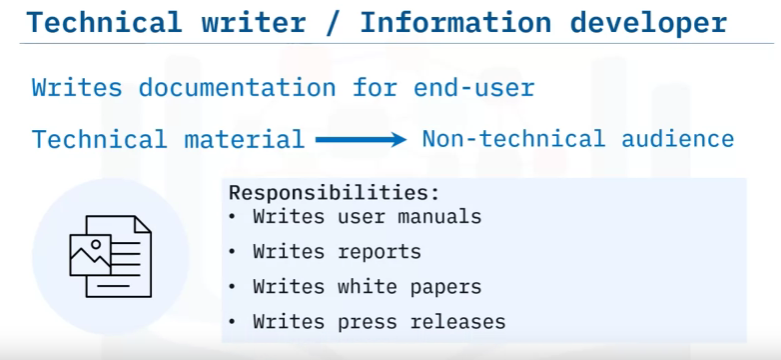 Technical writer / Information developer
Writes documentation for end-user
Technical material Non-technical audience
Responsibilities:
• Writes user manuals
• Writes reports
• Writes white papers
• Writes press releases